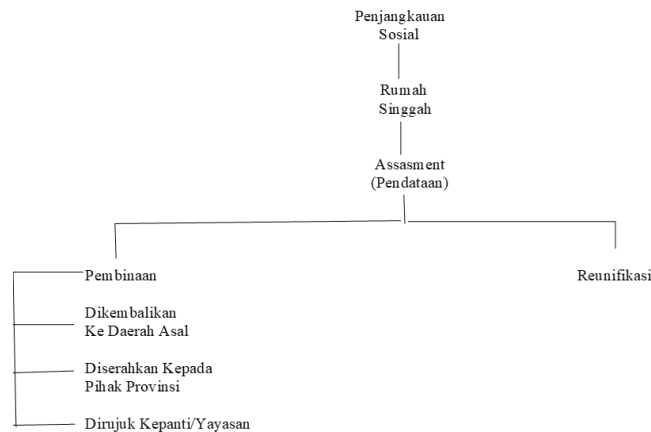 Penjangkauan
Sosial
Rumah
Singgah
Assasment
(Pendataan)
Pembinaan
Reunifikasi
Dikembalikan
Ke Daerah Asal
Diserahkan Kepada
Pihak Provinsi
Dirujuk Kepanti/Yayasan